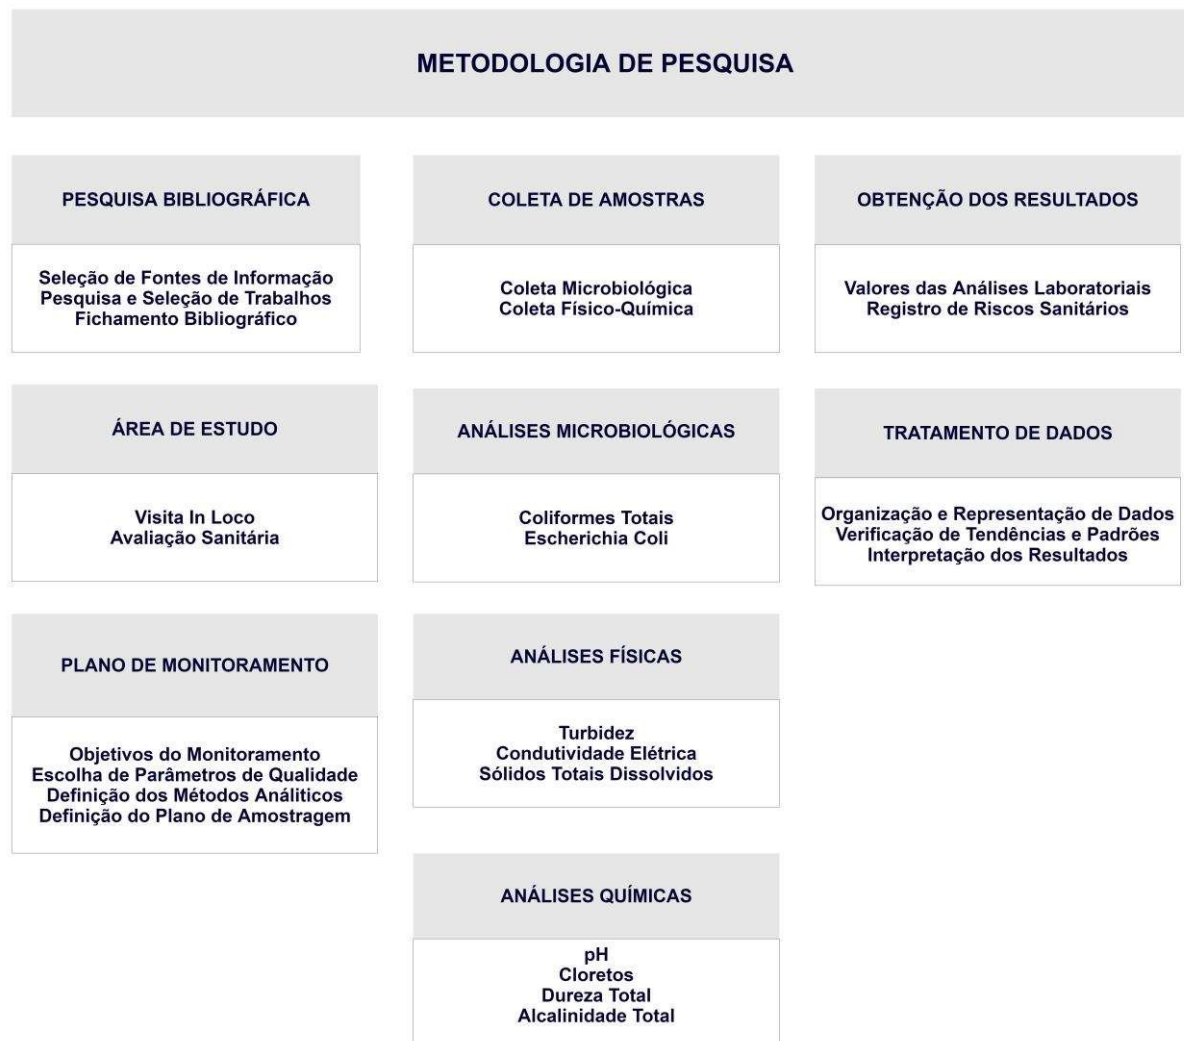 METODOLOGIA DE PESQUISA
PESQUISA BIBLIOGRÁFICA
Seleção de Fontes de Informação
Pesquisa e Seleção de Trabalhos
Fichamento Bibliográfico
ÁREA DE ESTUDO
Visita In Loco
Avaliação Sanitária
PLANO DE MONITORAMENTO
Objetivos do Monitoramento
Escolha de Parâmetros de Qualidade
Definição dos Métodos Análiticos
Definição do Plano de Amostragem
COLETA DE AMOSTRAS
Coleta Microbiológica
Coleta Físico-Química
ANÁLISES MICROBIOLÓGICAS
Coliformes Totais
Escherichia Coli
ANÁLISES FÍSICAS
Turbidez
Condutividade Elétrica
Sólidos Totais Dissolvidos
ANÁLISES QUÍMICAS
pH
Cloretos
Dureza Total
Alcalinidade Total
OBTENÇÃO DOS RESULTADOS
Valores das Análises Laboratoriais
Registro de Riscos Sanitários
TRATAMENTO DE DADOS
Organização e Representação de Dados
Verificação de Tendências e Padrões
Interpretação dos Resultados